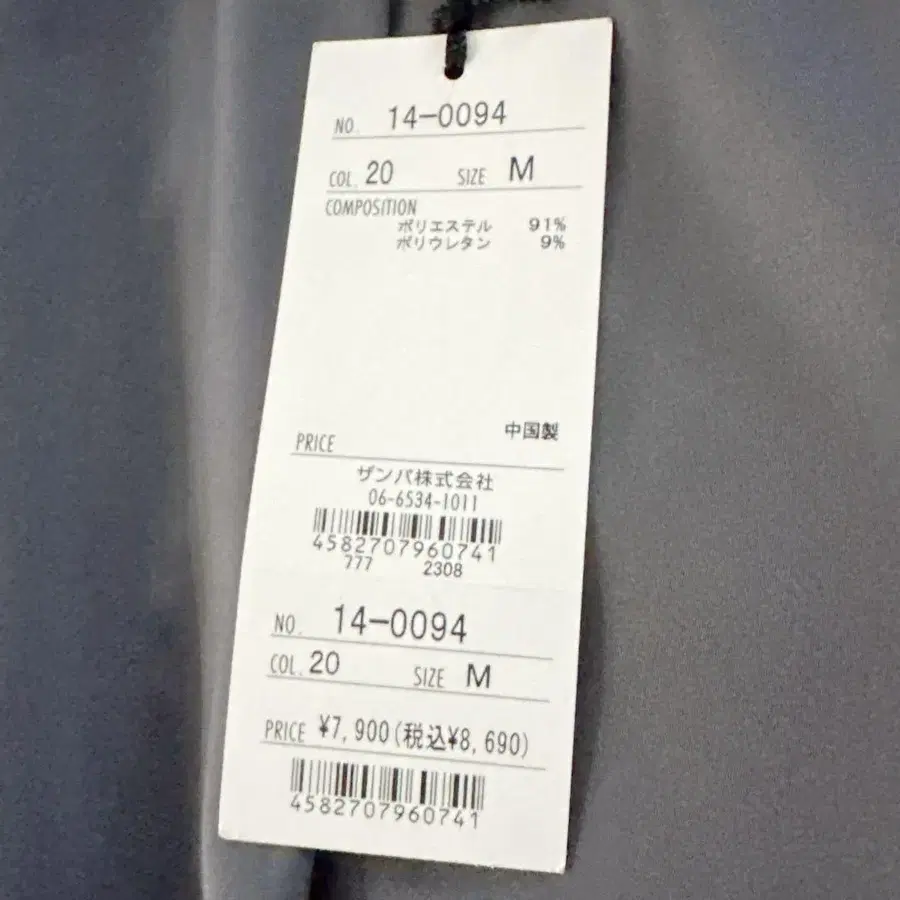 NO. 14-0094
COL. 20 SIZE M
COMPOSITION
ポリエステル 91%
ポリウレタン 9%
中国製
PRICE
ザンパ株式会社
06-6534-1011
4582707960741
777 2308
NO. 14-0094
COL. 20 SIZE M
PRICE ¥7,900(税込¥8,690)
4582707960741